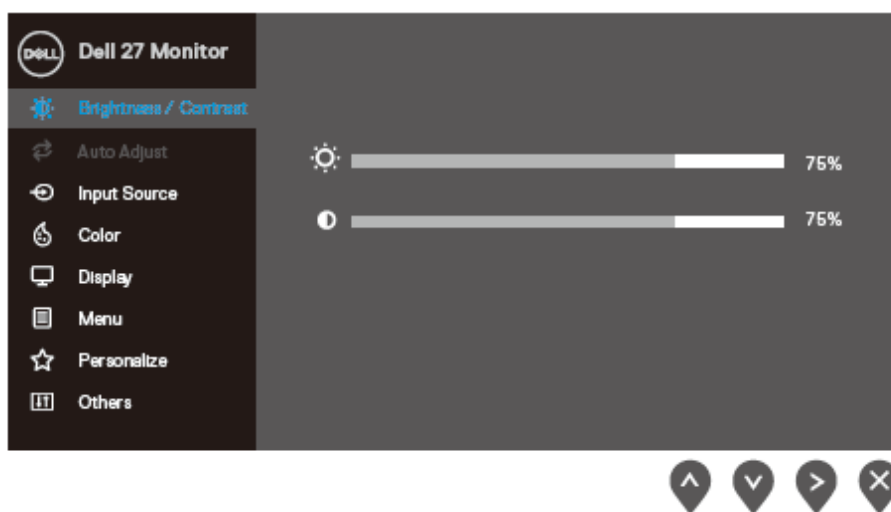 DELL Dell 27 Monitor
Brightness / Contrast
Auto Adjust
75%
Input Source
75%
Color
Display
Menu
Personalize
Others